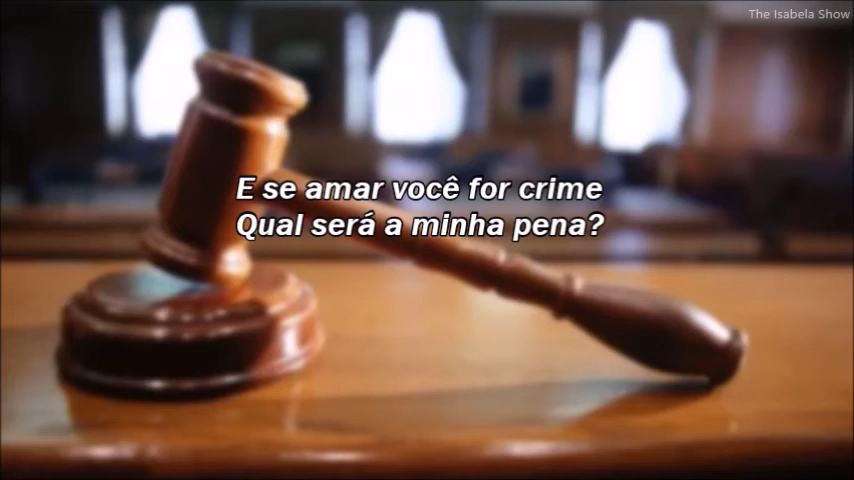 The Isabela Show
E se amar você for crime
Qual será a minha pena?